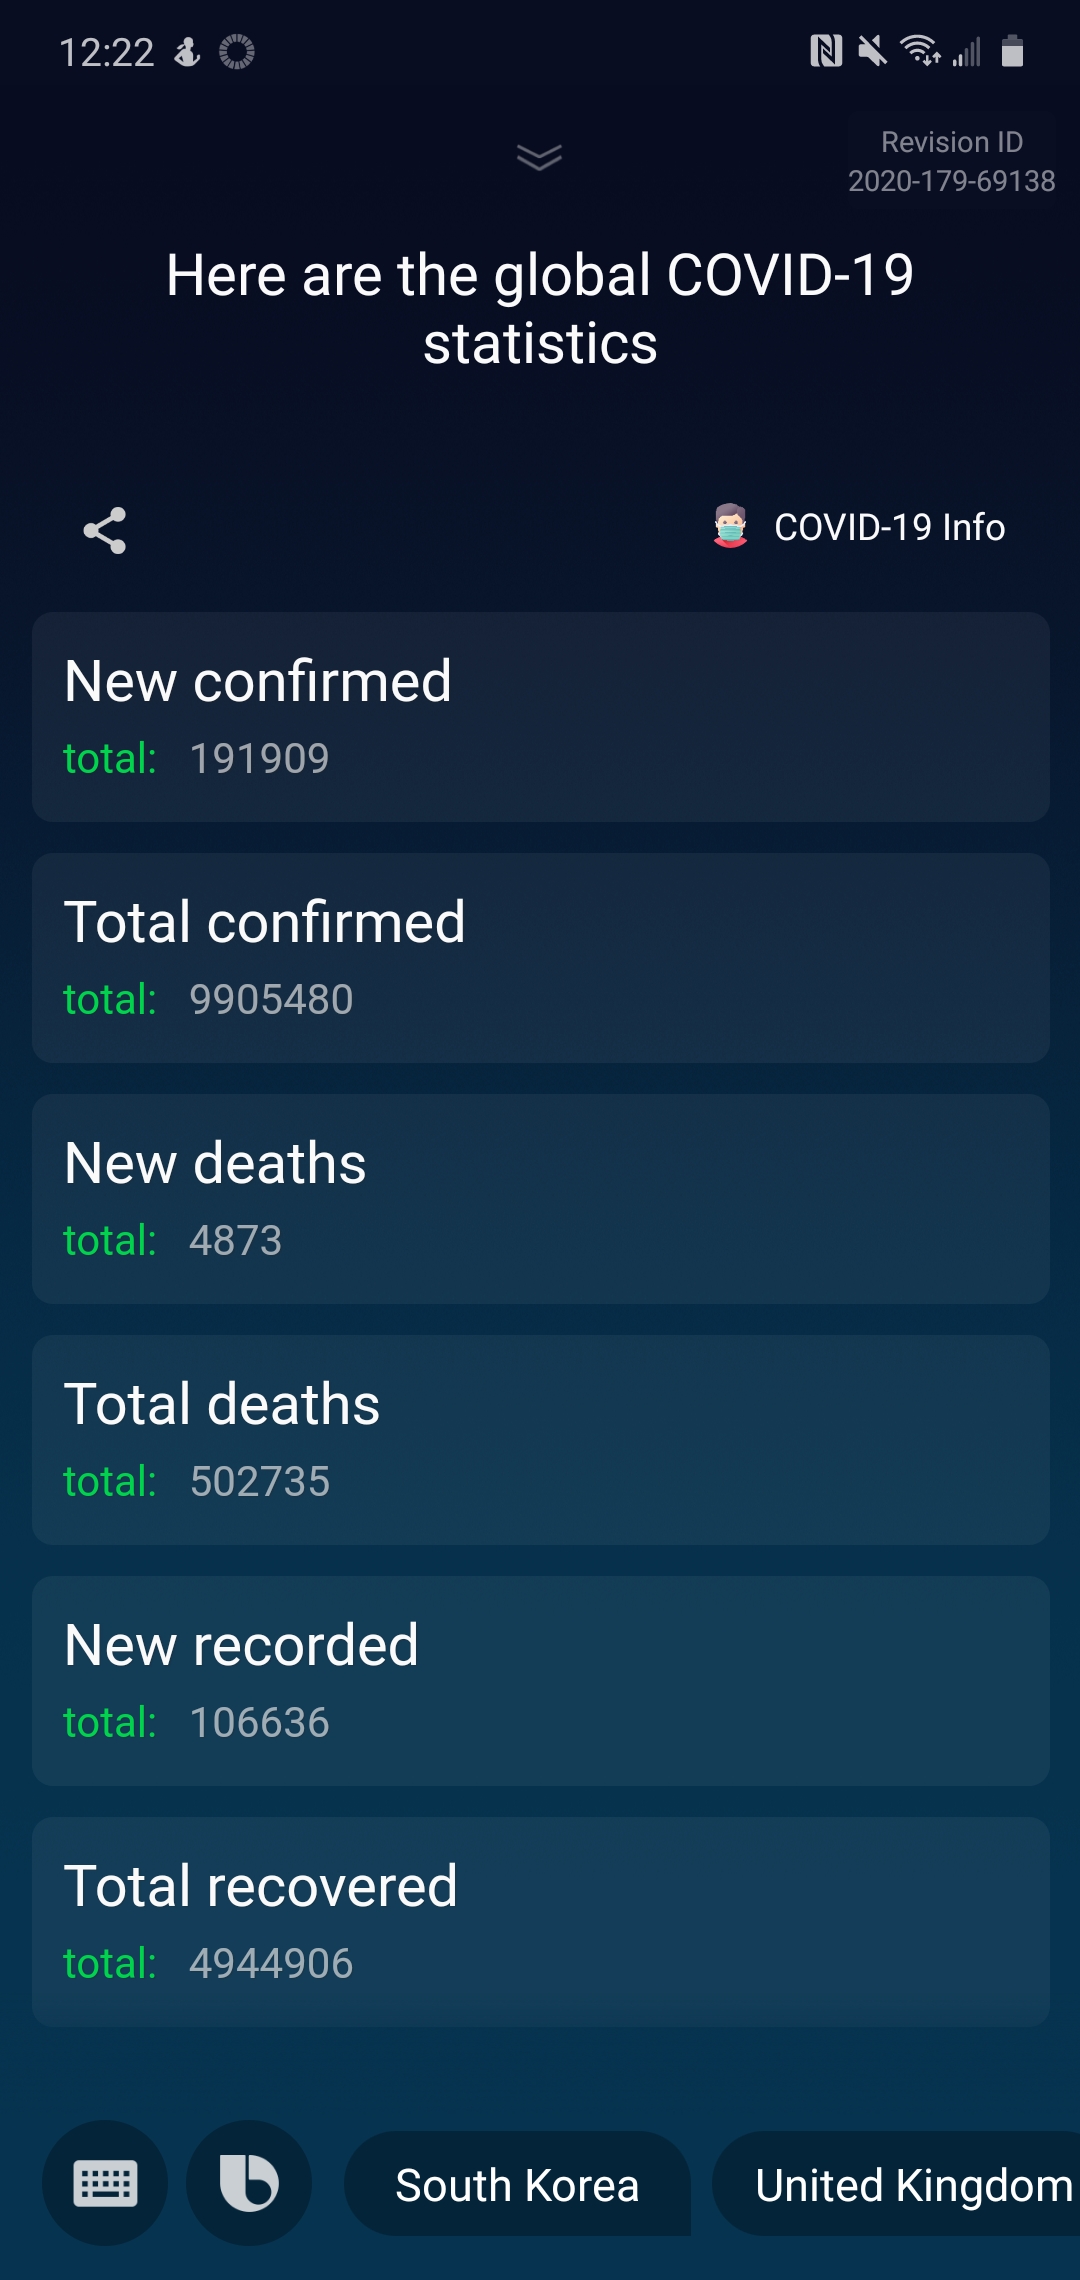 12:22
Revision ID
2020-179-69138
Here are the global COVID-19
statistics
COVID-19 Info
New confirmed
total: 191909
Total confirmed
total: 9905480
New deaths
total: 4873
Total deaths
total: 502735
New recorded
total: 106636
Total recovered
total: 4944906
South Korea
United Kingdom